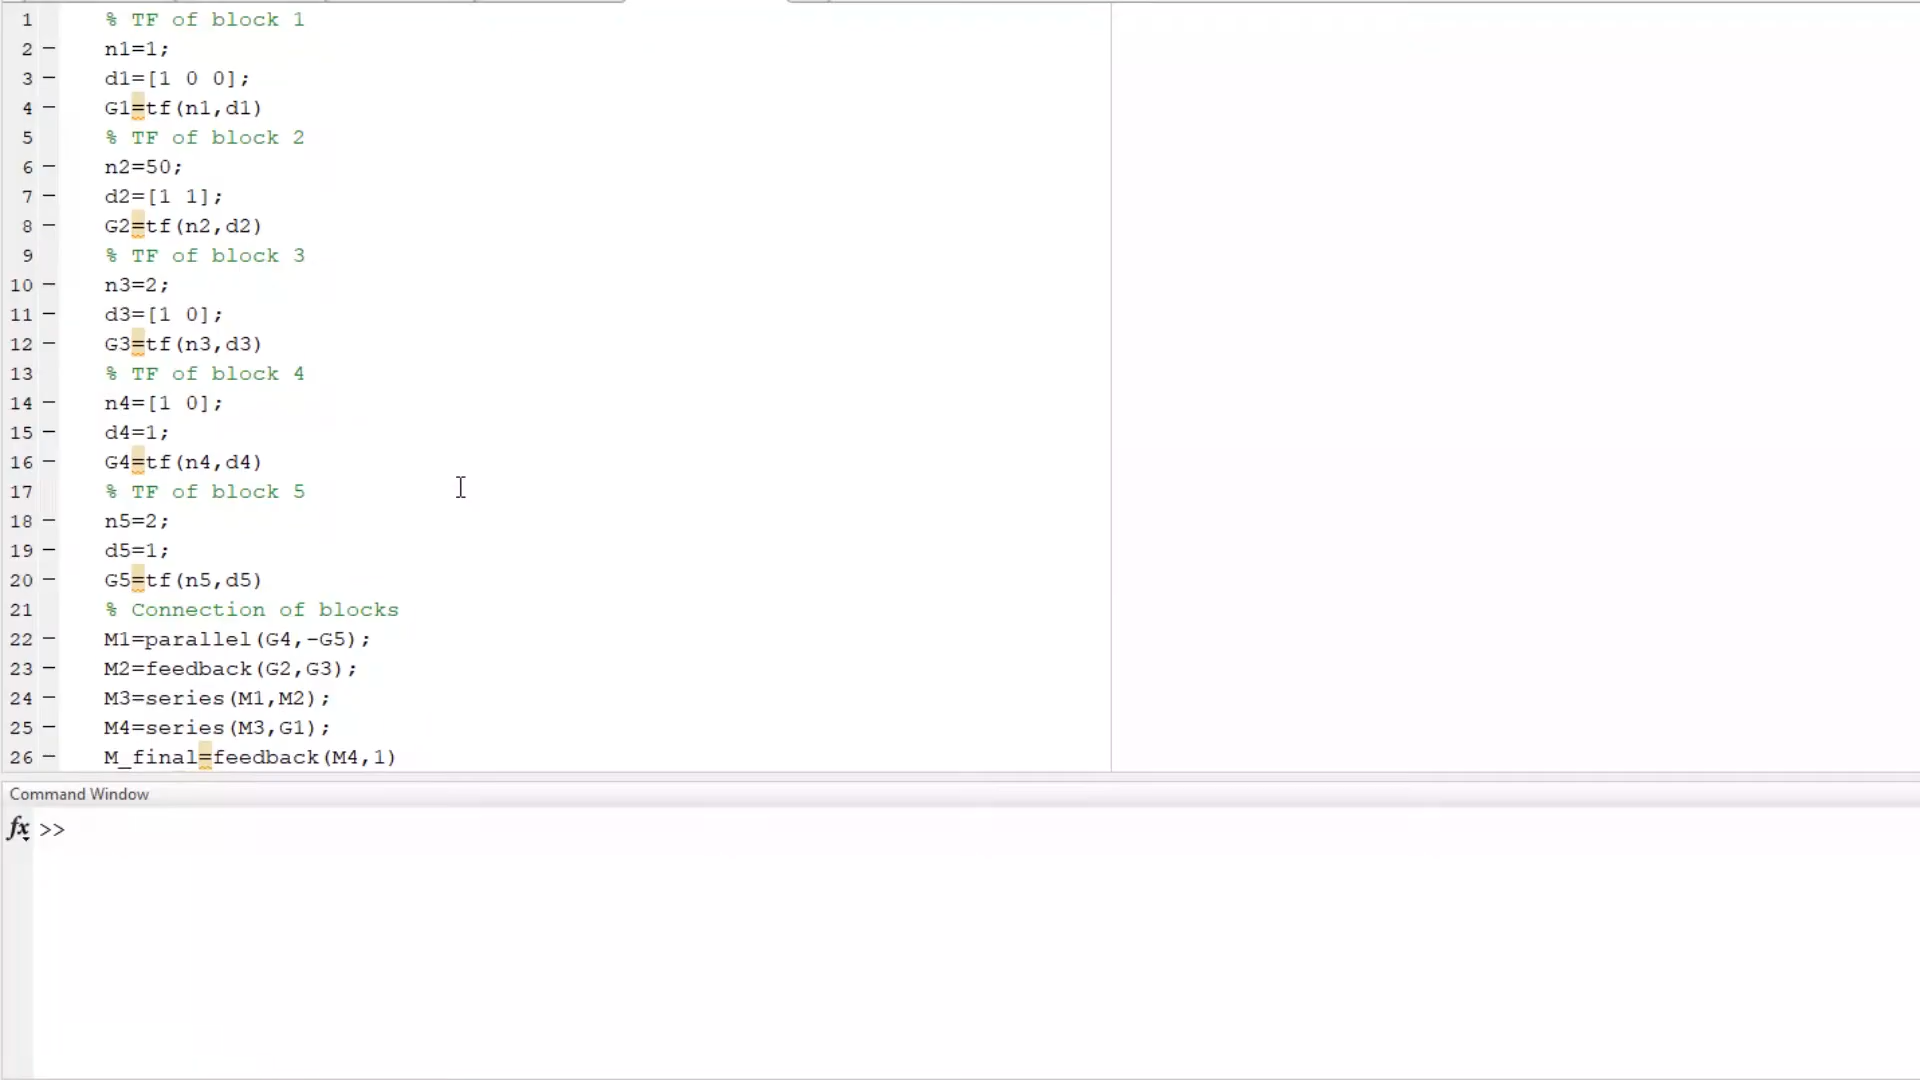 1 % TF of block 1
2 – n1=1;
3 – d1=[1 0 0];
4 – G1=tf(n1,d1)
5 % TF of block 2
6 – n2=50;
7 – d2=[1 1];
8 – G2=tf(n2,d2)
9 % TF of block 3
10 – n3=2;
11 – d3=[1 0];
12 – G3=tf(n3,d3)
13 % TF of block 4
14 – n4=[1 0];
15 – d4=1;
16 – G4=tf(n4,d4)
17 % TF of block 5
18 – n5=2;
19 – d5=1;
20 – G5=tf(n5,d5)
21 % Connection of blocks
22 – M1=parallel(G4,-G5);
23 – M2=feedback(G2,G3);
24 – M3=series(M1,M2);
25 – M4=series(M3,G1);
26 – M_final=feedback(M4,1)
Command Window
fx >>